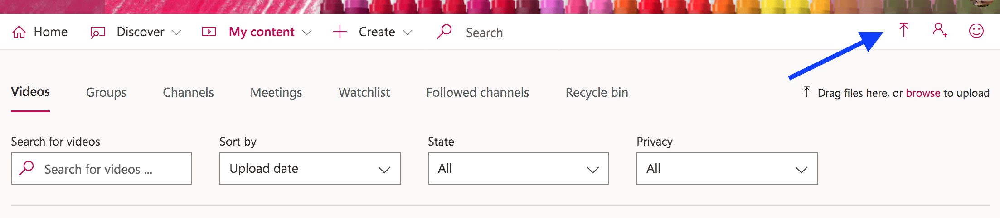 Home Discover My content Create Search
Videos Groups Channels Meetings Watchlist Followed channels Recycle bin Drag files here, or browse to upload
Search for videos Sort by State Privacy
Search for videos ... Upload date All All